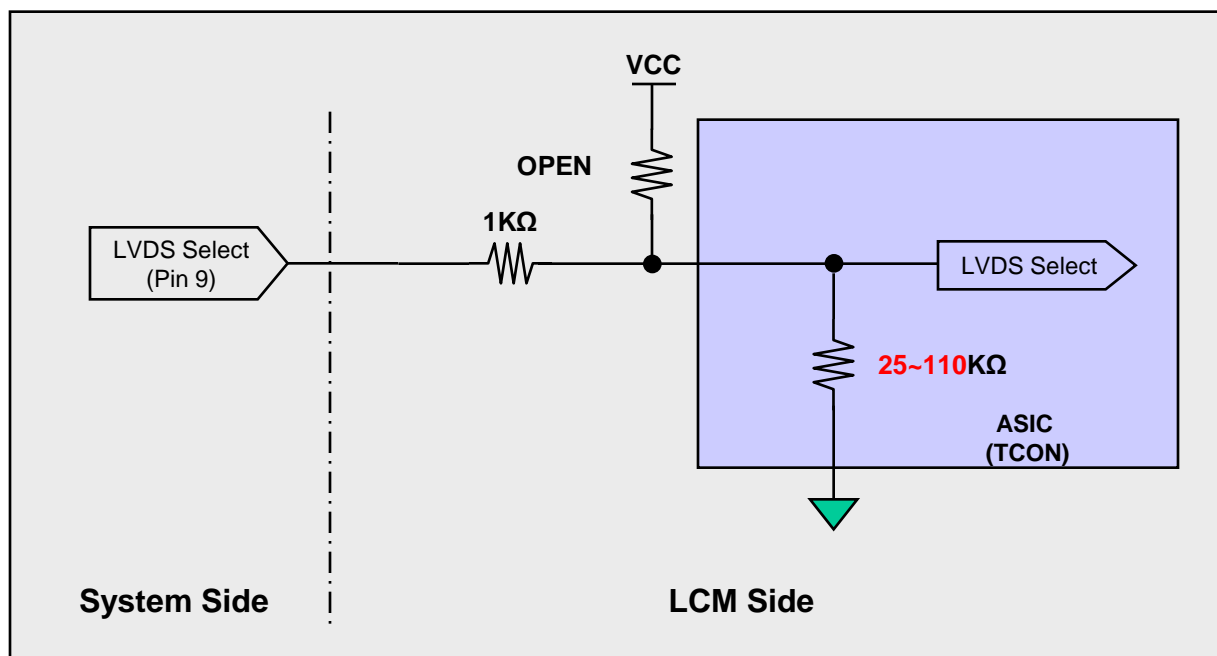 VCC
OPEN
1KΩ
LVDS Select
(Pin 9)
LVDS Select
25~110KΩ
ASIC
(TCON)
System Side
LCM Side